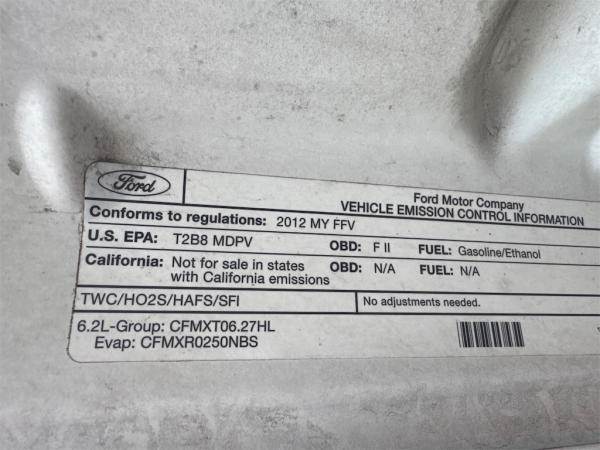 Ford
Ford Motor Company
VEHICLE EMISSION CONTROL INFORMATION
Conforms to regulations: 2012 MY FFV
U.S. EPA: T2B8 MDPV OBD: F II FUEL: Gasoline/Ethanol
California: Not for sale in states with California emissions OBD: N/A FUEL: N/A
TWC/HO2S/HAFS/SFI No adjustments needed.
6.2L-Group: CFMXT06.27HL
Evap: CFMXR0250NBS